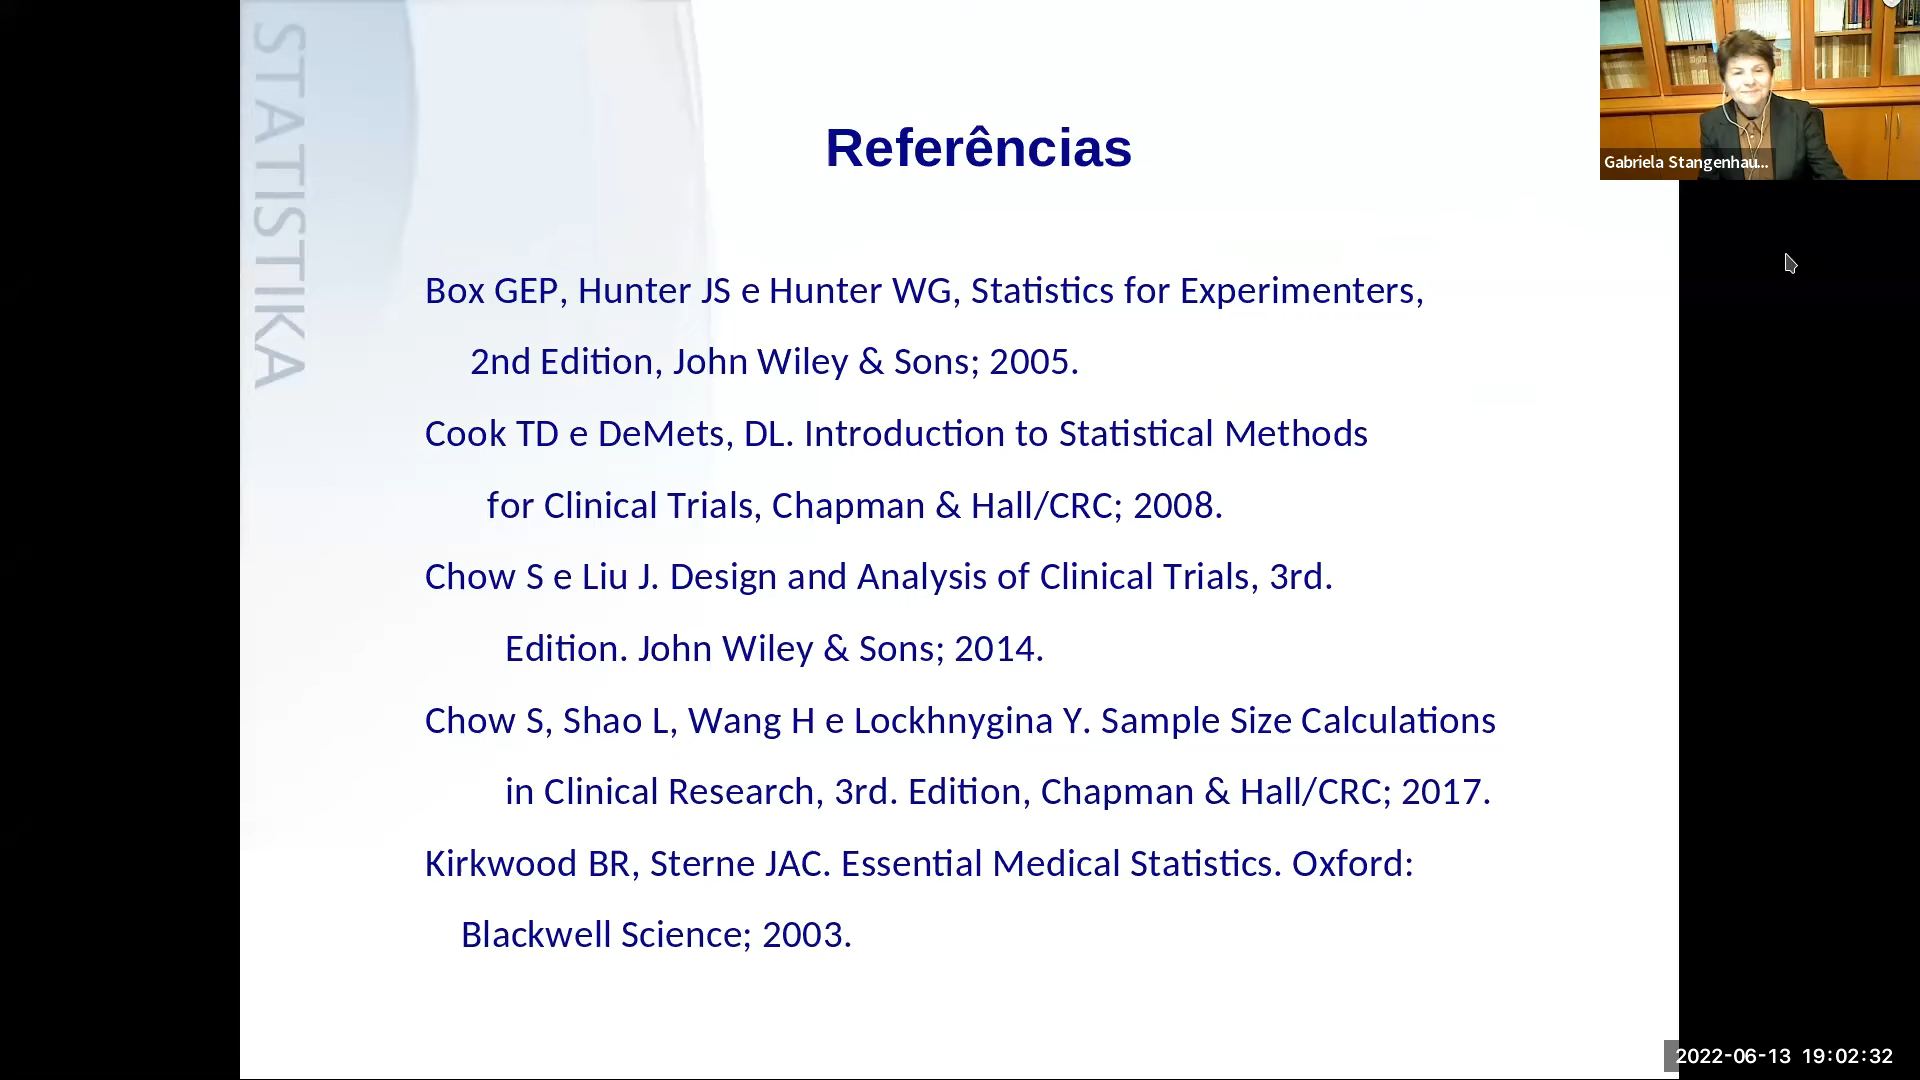 STATISTIKA
Referências
Gabriela Stangenhau...
Box GEP, Hunter JS e Hunter WG, Statistics for Experimenters,
2nd Edition, John Wiley & Sons; 2005.
Cook TD e DeMets, DL. Introduction to Statistical Methods
for Clinical Trials, Chapman & Hall/CRC; 2008.
Chow S e Liu J. Design and Analysis of Clinical Trials, 3rd.
Edition. John Wiley & Sons; 2014.
Chow S, Shao L, Wang H e Lockhnygina Y. Sample Size Calculations
in Clinical Research, 3rd. Edition, Chapman & Hall/CRC; 2017.
Kirkwood BR, Sterne JAC. Essential Medical Statistics. Oxford:
Blackwell Science; 2003.
2022-06-13 19:02:32